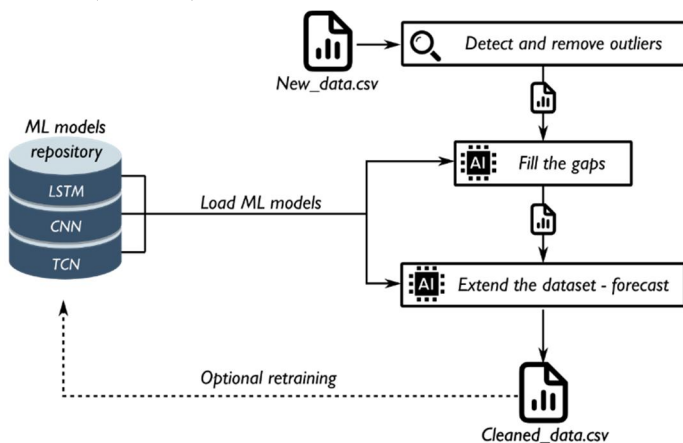 Detect and remove outliers
New_data.csv
ML models
repository
LSTM
CNN
TCN
Load ML models
AI
Fill the gaps
AI
Extend the dataset - forecast
Optional retraining
Cleaned_data.csv